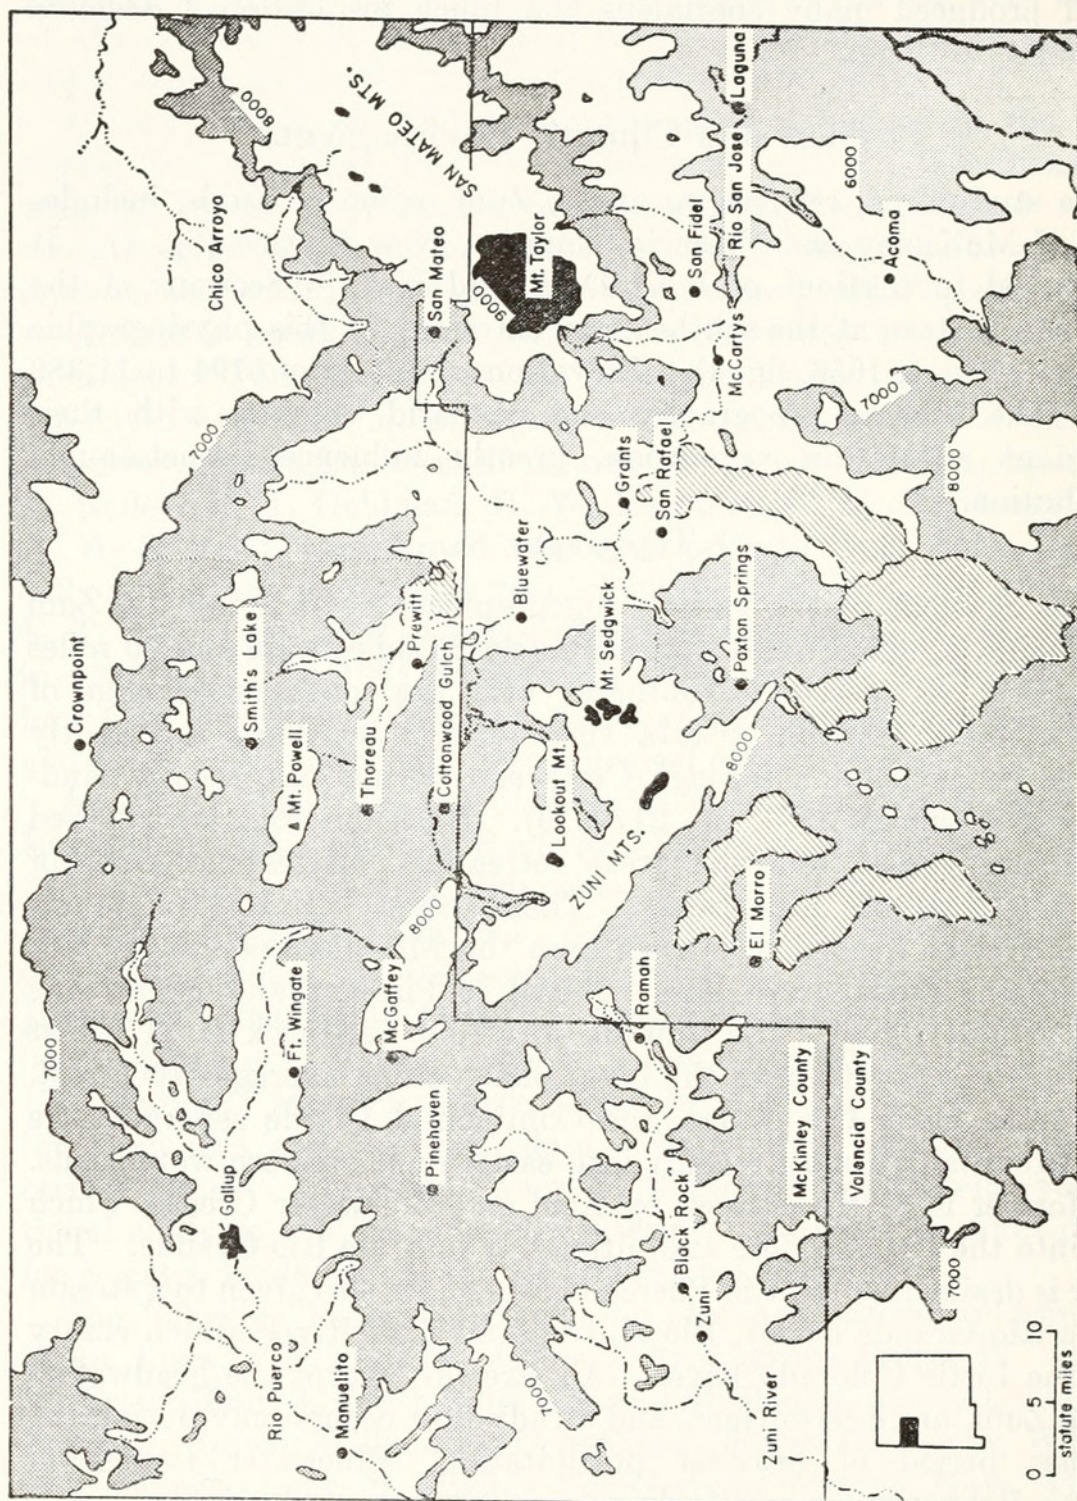 7000
Crownpoint
Chico Arroyo
8000
7000
Gallup
Smith's Lake
Rio Puerco
Ft. Wingate
Mt. Powell
Manuelito
Thoreau
SAN MATEO MTS.
McGaffey
Prewitt
Pinehaven
8000
Cottonwood Gulch
San Mateo
90000
Bluewater
Mt. Taylor
7000
Lookout Mt.
ZUNI MTS.
Mt. Sedgwick
Grants
Ramah
San Rafael
Black Rock
San Fidel
Zuni
McCartys
Rio San Jose
Laguna
Paxton Springs
8000
El Morro
Zuni River
McKinley County
Valancia County
6000
7000
Acoma
7000
8000
0 5 10
statute miles